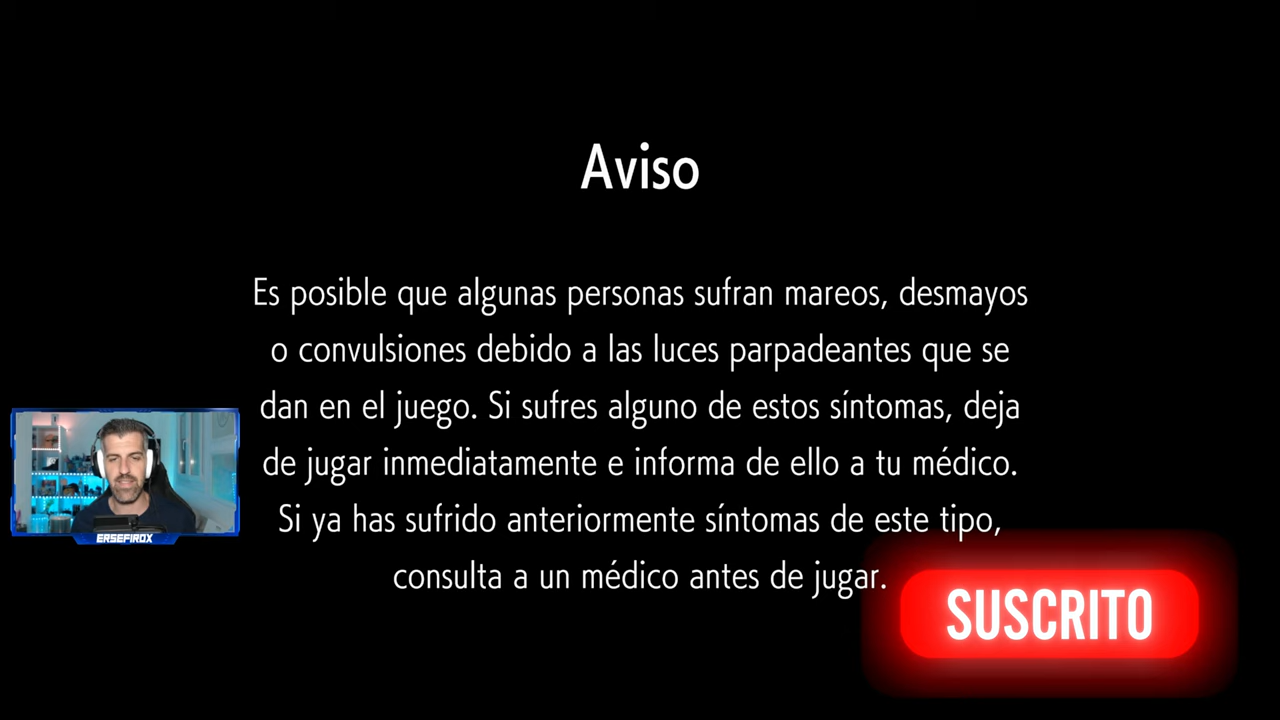 Aviso
Es posible que algunas personas sufran mareos, desmayos
o convulsiones debido a las luces parpadeantes que se
dan en el juego. Si sufres alguno de estos síntomas, deja
de jugar inmediatamente e informa de ello a tu médico.
Si ya has sufrido anteriormente síntomas de este tipo,
consulta a un médico antes de jugar.
ERSEFIROX
SUSCRITO